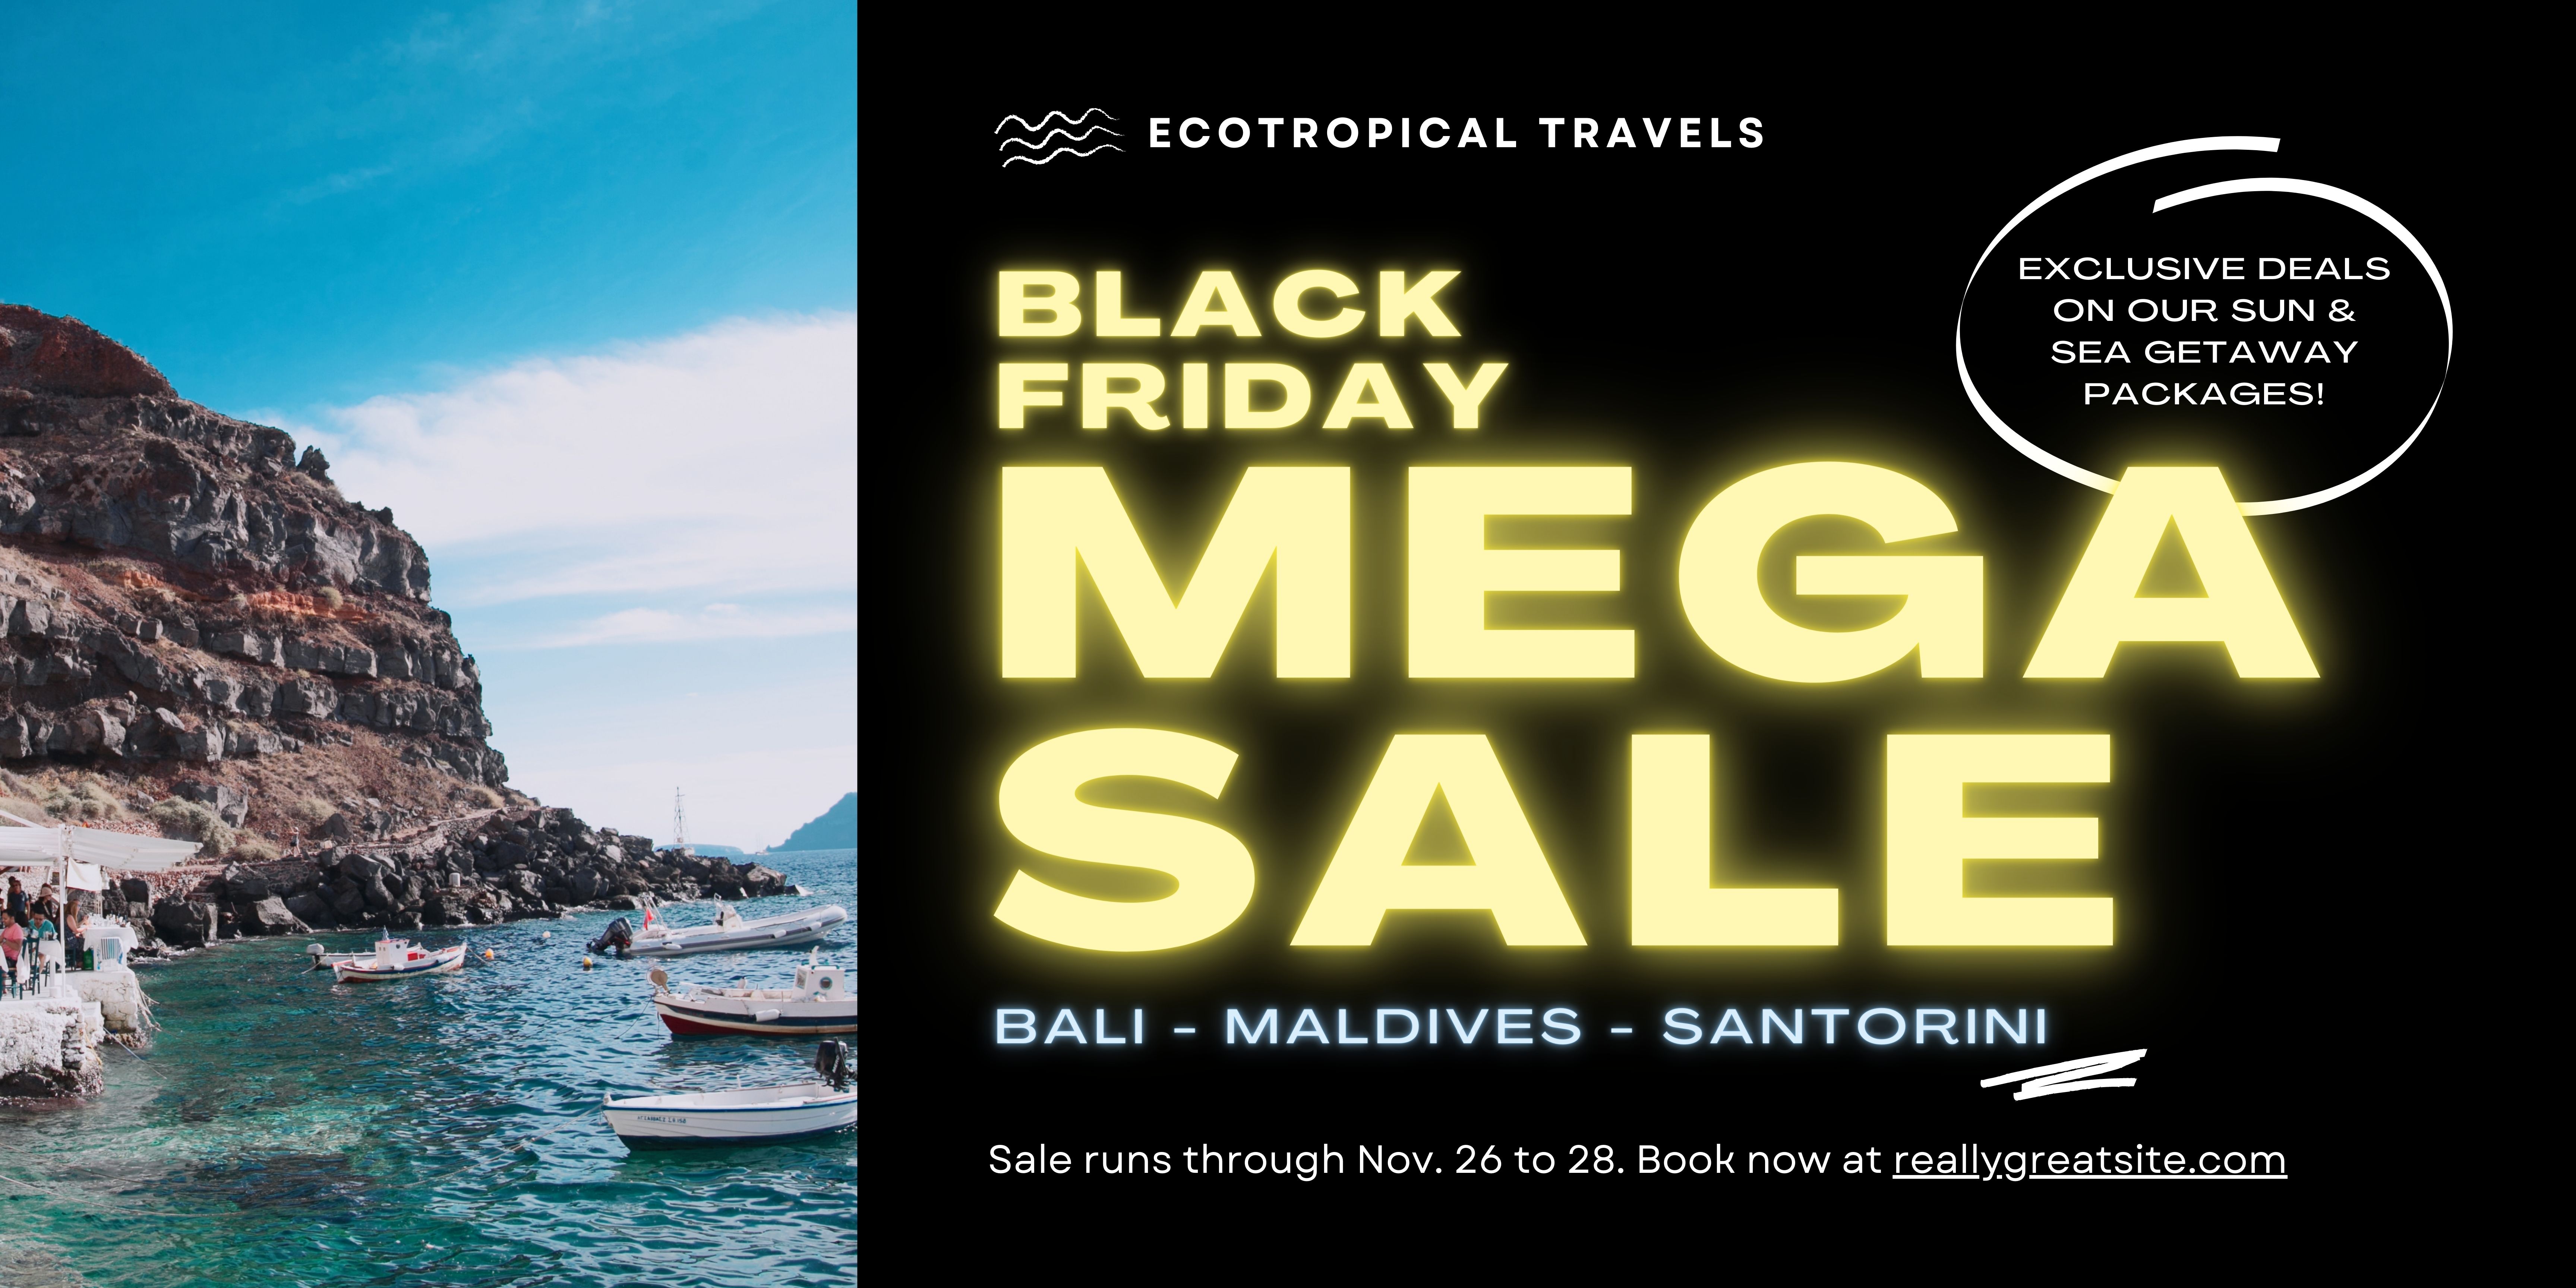 ECOTROPICAL TRAVELS
EXCLUSIVE DEALS
ON OUR SUN &
SEA GETAWAY
PACKAGES!
BLACK
FRIDAY
MEGA
SALE
BALI - MALDIVES - SANTORINI
Sale runs through Nov. 26 to 28. Book now at reallygreatsite.com